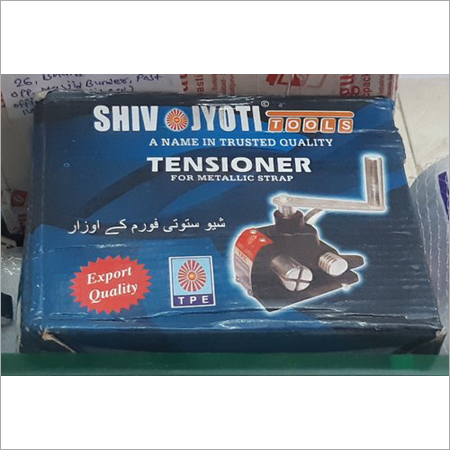 26,
SHIV JYOTI©
TOOLS
A NAME IN TRUSTED QUALITY
TENSIONER
FOR METALLIC STRAP
شیو ستوتی فورم کے اوزار
Export
Quality
TPE